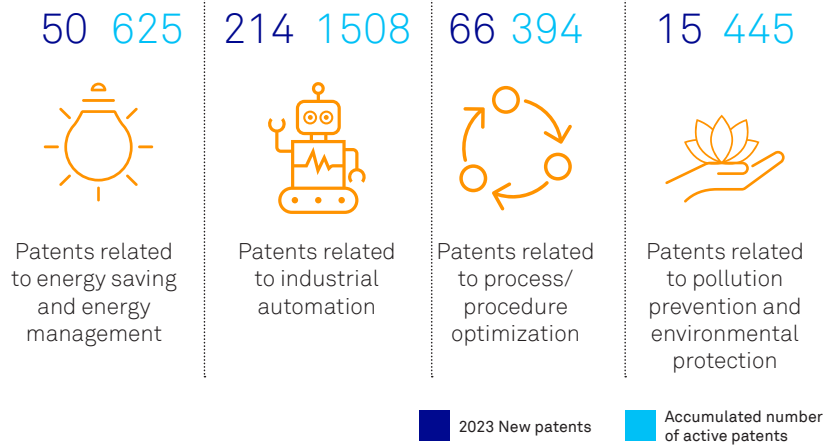 50 625
214 1508
66 394
15 445
Patents related
to energy saving
and energy
management
Patents related
to industrial
automation
Patents related
to process/
procedure
optimization
Patents related
to pollution
prevention and
environmental
protection
2023 New patents
Accumulated number
of active patents